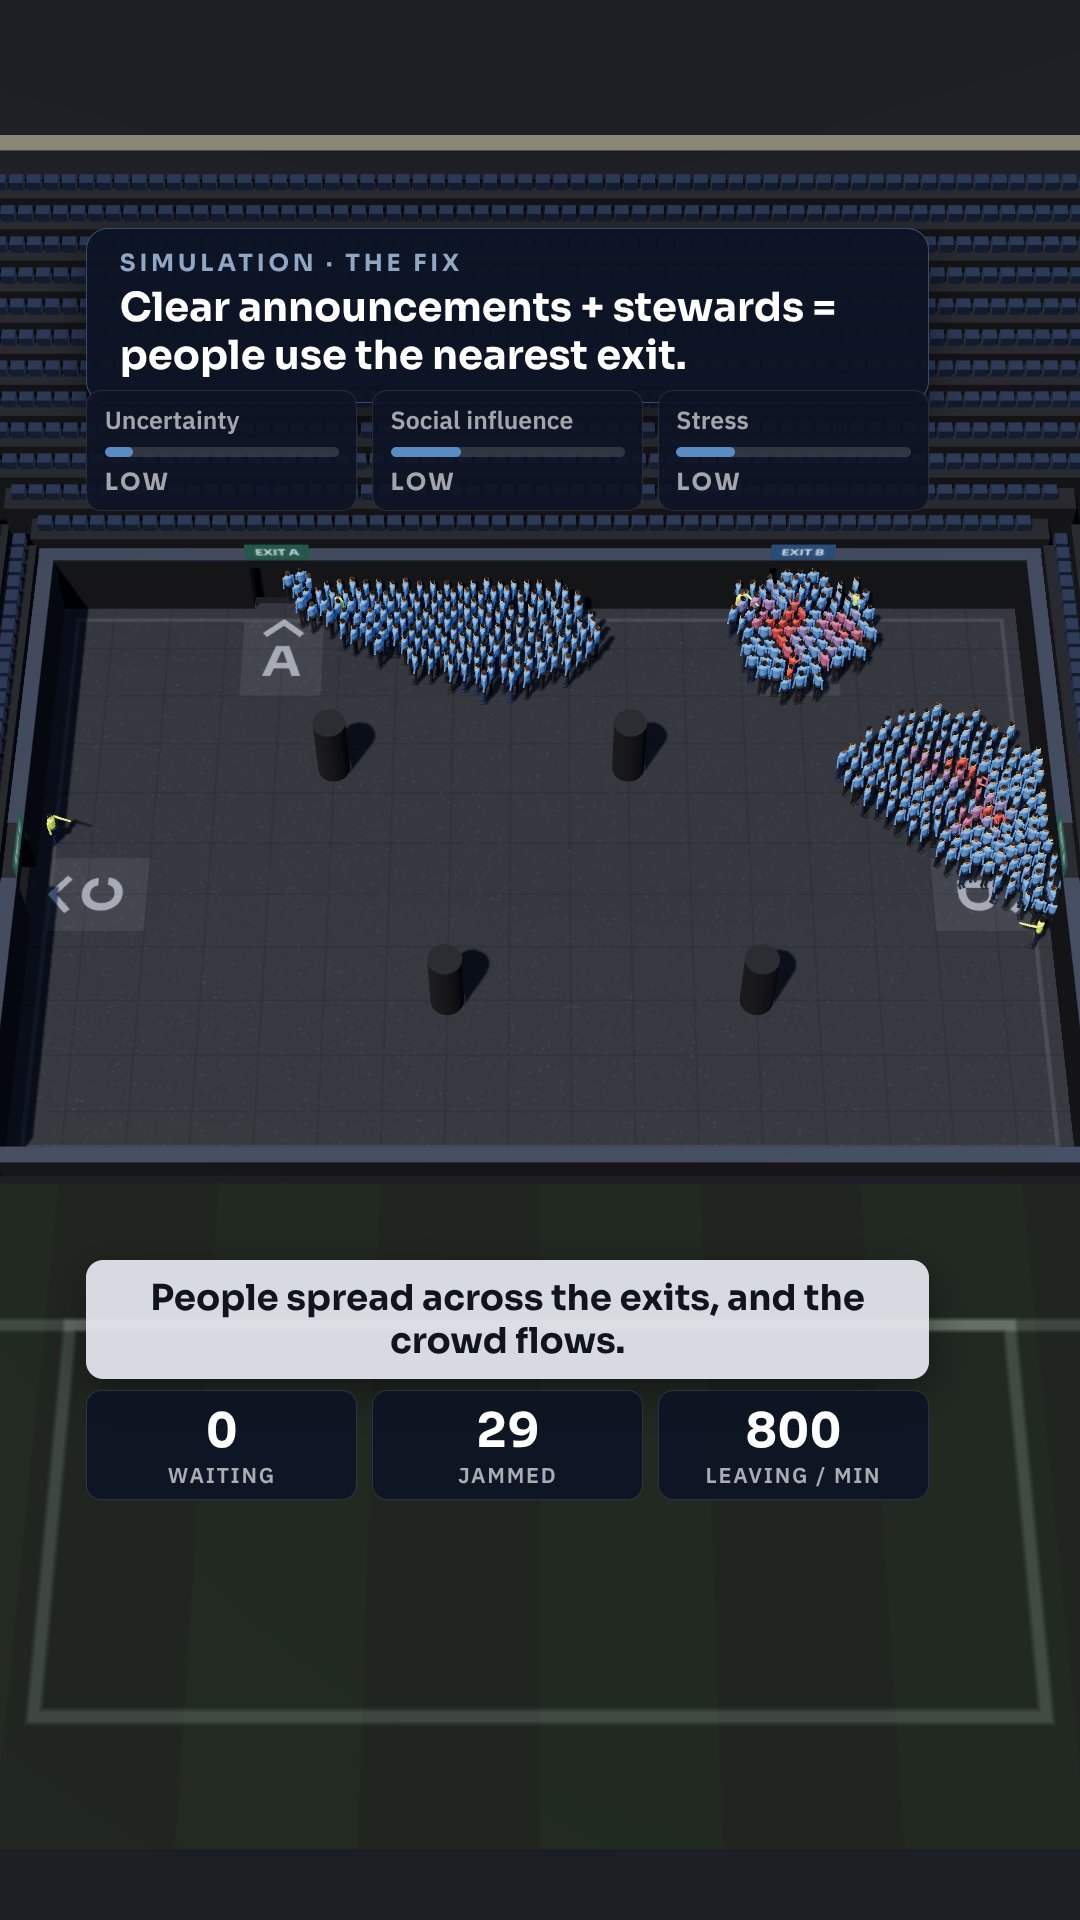 SIMULATION · THE FIX
Clear announcements + stewards =
people use the nearest exit.
Uncertainty
LOW
Social influence
LOW
Stress
LOW
EXIT A
EXIT B
A
C
People spread across the exits, and the
crowd flows.
0
WAITING
29
JAMMED
800
LEAVING / MIN